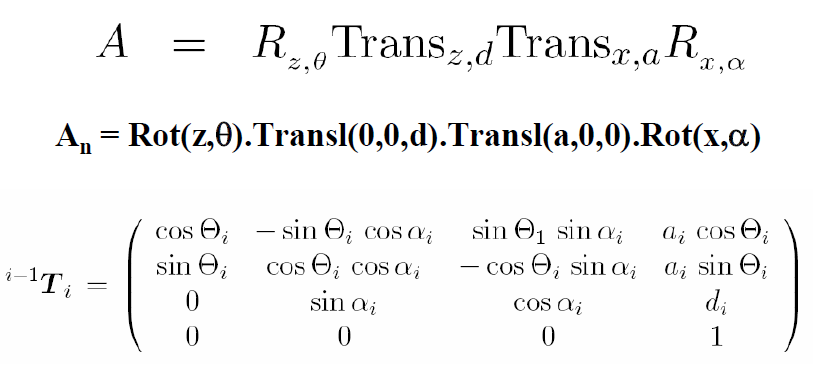 A = R_{z,θ}Trans_{z,d}Trans_{x,a}R_{x,α}
A_n = Rot(z,θ).Transl(0,0,d).Transl(a,0,0).Rot(x,α)
^{i−1}T_i =
cos Θ_i − sin Θ_i cos α_i sin Θ_1 sin α_i a_i cos Θ_i
sin Θ_i cos Θ_i cos α_i − cos Θ_i sin α_i a_i sin Θ_i
0 sin α_i cos α_i d_i
0 0 0 1